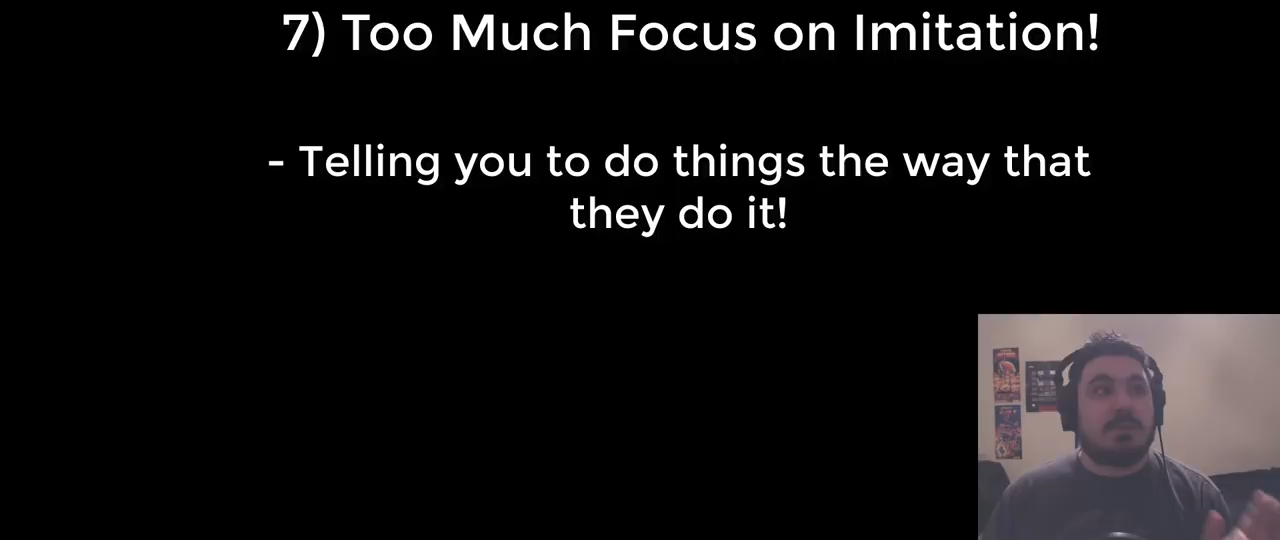 7) Too Much Focus on Imitation!
- Telling you to do things the way that
they do it!